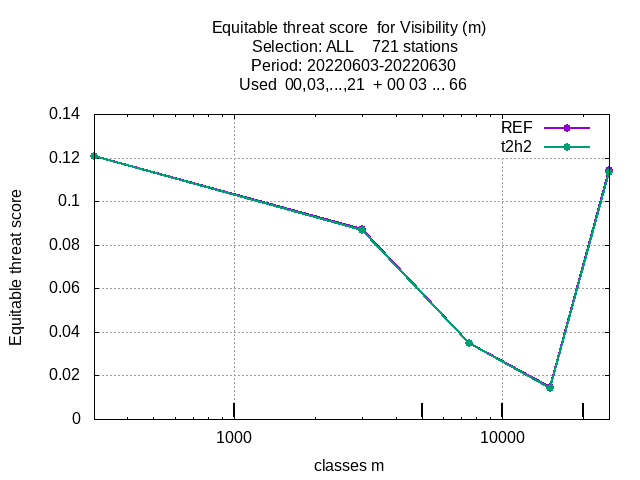 Equitable threat score  for Visibility (m)
Selection: ALL    721 stations
Period: 20220603-20220630
Used  00,03,...,21  + 00 03 ... 66
REF
t2h2
0.14
0.12
0.1
0.08
0.06
0.04
0.02
0
Equitable threat score
1000
10000
classes m